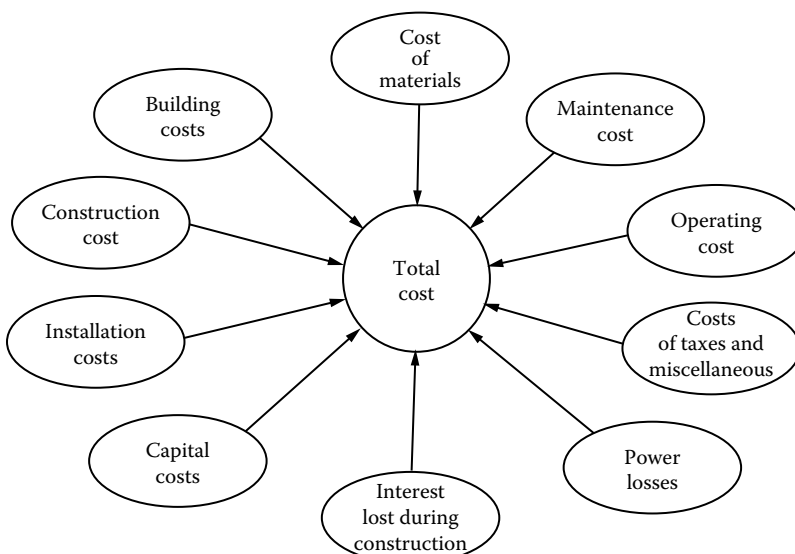 Cost
of
materials
Building
costs
Maintenance
cost
Construction
cost
Operating
cost
Total
cost
Installation
costs
Costs
of taxes and
miscellaneous
Capital
costs
Power
losses
Interest
lost during
construction